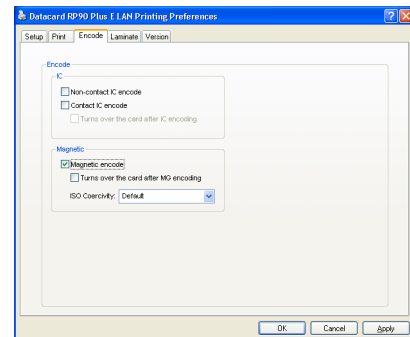 Datacard RP90 Plus E LAN Printing Preferences
Setup Print Encode Laminate Version
Encode
IC
Non-contact IC encode
Contact IC encode
Turns over the card after IC encoding
Magnetic
Magnetic encode
Turns over the card after MG encoding
ISO Coercivity: Default
OK Cancel Apply